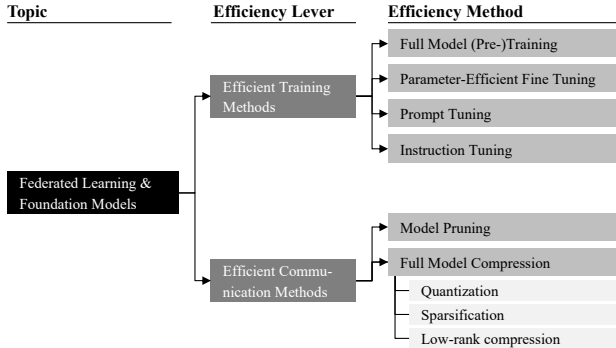 Topic
Efficiency Lever
Efficiency Method
Full Model (Pre-)Training
Efficient Training
Methods
Parameter-Efficient Fine Tuning
Prompt Tuning
Instruction Tuning
Federated Learning &
Foundation Models
Model Pruning
Efficient Commu-
nication Methods
Full Model Compression
Quantization
Sparsification
Low-rank compression